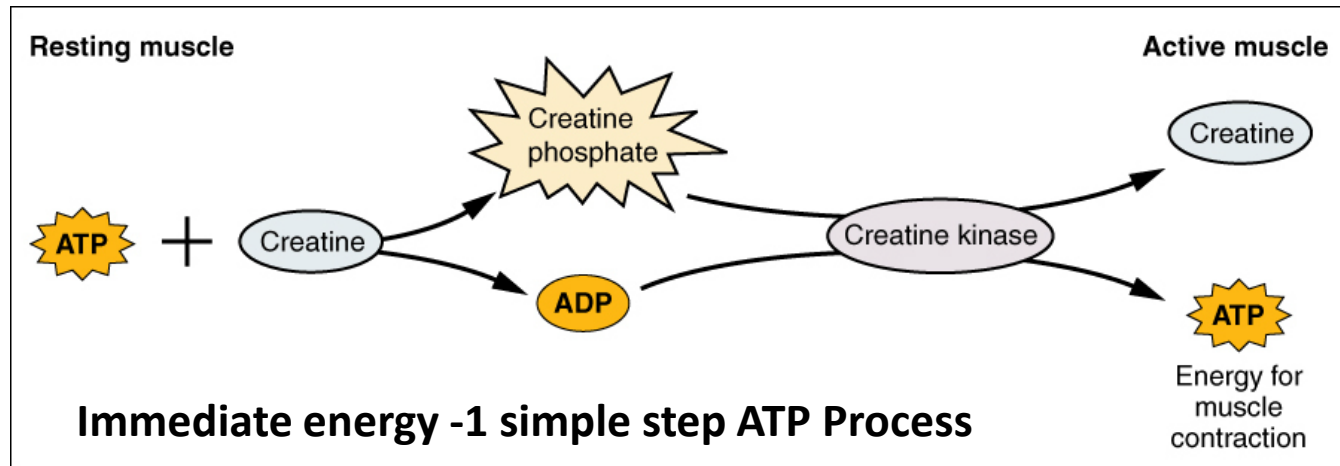 Resting muscle
Active muscle
Creatine
phosphate
Creatine
ATP
+
Creatine
Creatine kinase
ADP
ATP
Energy for
muscle
contraction
Immediate energy -1 simple step ATP Process